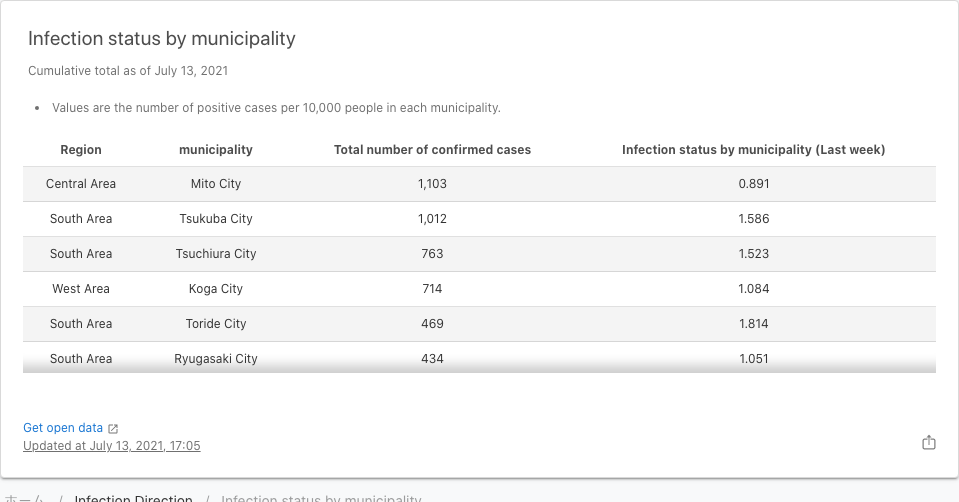 Infection status by municipality
Cumulative total as of July 13, 2021
• Values are the number of positive cases per 10,000 people in each municipality.
Region municipality Total number of confirmed cases Infection status by municipality (Last week)
Central Area Mito City 1,103 0.891
South Area Tsukuba City 1,012 1.586
South Area Tsuchiura City 763 1.523
West Area Koga City 714 1.084
South Area Toride City 469 1.814
South Area Ryugasaki City 434 1.051
Get open data
Updated at July 13, 2021, 17:05
ホーム / Infection Direction / Infection status by municipality